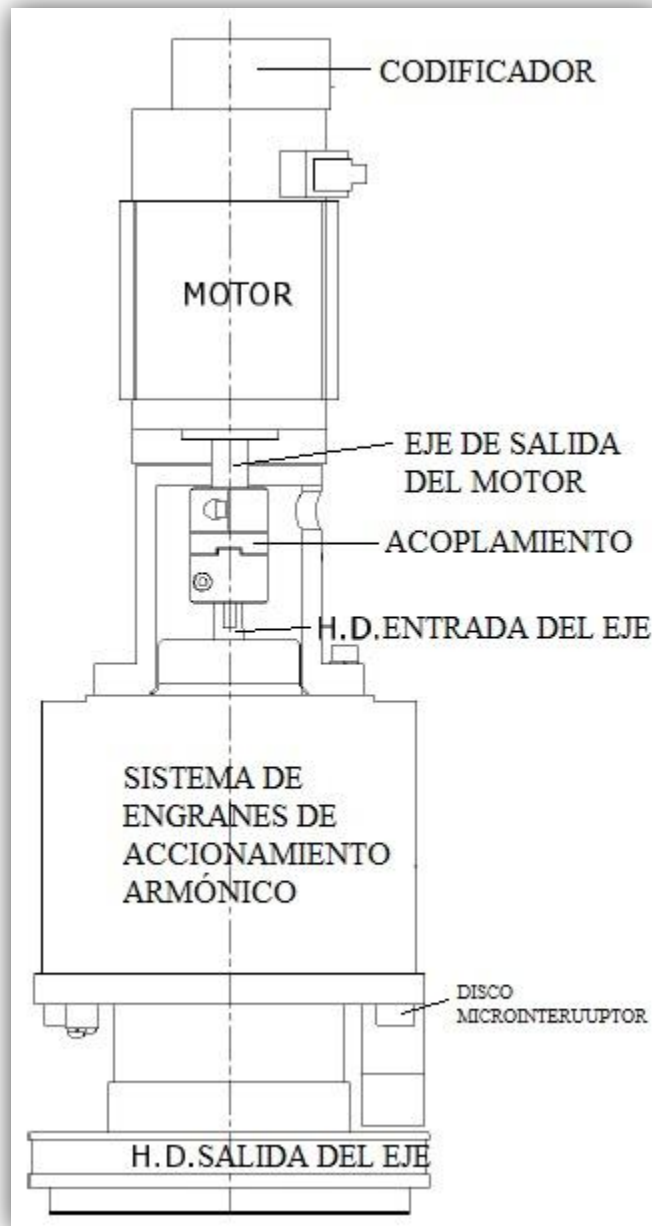 CODIFICADOR
MOTOR
EJE DE SALIDA
DEL MOTOR
ACOPLAMIENTO
H.D.ENTRADA DEL EJE
SISTEMA DE
ENGRANES DE
ACCIONAMIENTO
ARMÓNICO
DISCO
MICROINTERUUPTOR
H.D.SALIDA DEL EJE